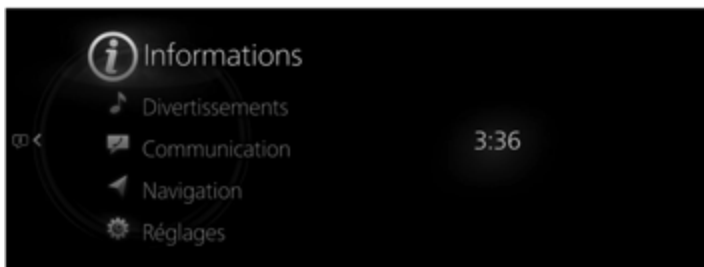 Informations
Divertissements
Communication
3:36
Navigation
Réglages